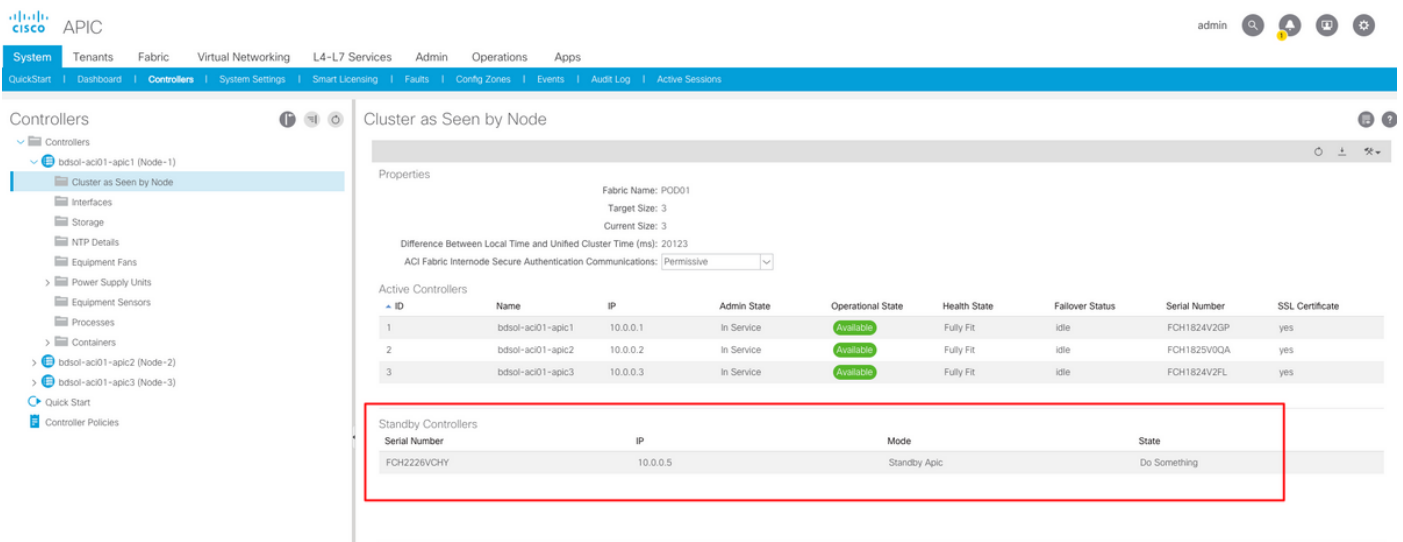 CISCO APIC admin 1
System Tenants Fabric Virtual Networking L4-L7 Services Admin Operations Apps
QuickStart | Dashboard | Controllers | System Settings | Smart Licensing | Faults | Config Zones | Events | Audit Log | Active Sessions
Controllers
Controllers
bdsol-aci01-apic1 (Node-1)
Cluster as Seen by Node
Interfaces
Storage
NTP Details
Equipment Fans
Power Supply Units
Equipment Sensors
Processes
Containers
bdsol-aci01-apic2 (Node-2)
bdsol-aci01-apic3 (Node-3)
Quick Start
Controller Policies
Cluster as Seen by Node
Properties
Fabric Name: POD01
Target Size: 3
Current Size: 3
Difference Between Local Time and Unified Cluster Time (ms): 20123
ACI Fabric Internode Secure Authentication Communications: Permissive
Active Controllers
ID Name IP Admin State Operational State Health State Failover Status Serial Number SSL Certificate
1 bdsol-aci01-apic1 10.0.0.1 In Service Available Fully Fit idle FCH1824V2GP yes
2 bdsol-aci01-apic2 10.0.0.2 In Service Available Fully Fit idle FCH1825V0QA yes
3 bdsol-aci01-apic3 10.0.0.3 In Service Available Fully Fit idle FCH1824V2FL yes
Standby Controllers
Serial Number IP Mode State
FCH2226VCHY 10.0.0.5 Standby Apic Do Something